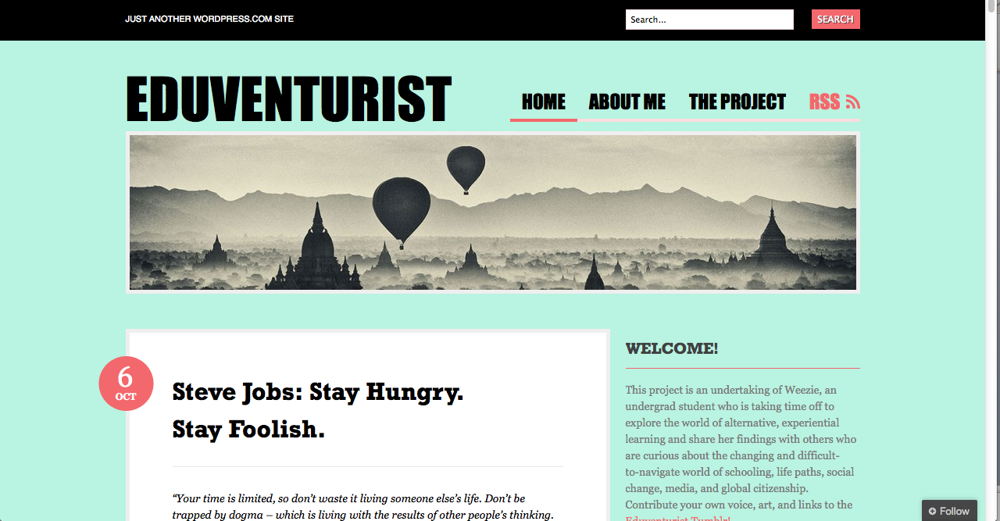 JUST ANOTHER WORDPRESS.COM SITE
Search...
SEARCH
EDUVENTURIST
HOME
ABOUT ME
THE PROJECT
RSS
6
OCT
Steve Jobs: Stay Hungry.
Stay Foolish.
“Your time is limited, so don’t waste it living someone else’s life. Don’t be
trapped by dogma – which is living with the results of other people’s thinking.
WELCOME!
This project is an undertaking of Weezie, an
undergrad student who is taking time off to
explore the world of alternative, experiential
learning and share her findings with others who
are curious about the changing and difficult-
to-navigate world of schooling, life paths, social
change, media, and global citizenship.
Contribute your own voice, art, and links to the
Eduventurist Tumblr!
Follow